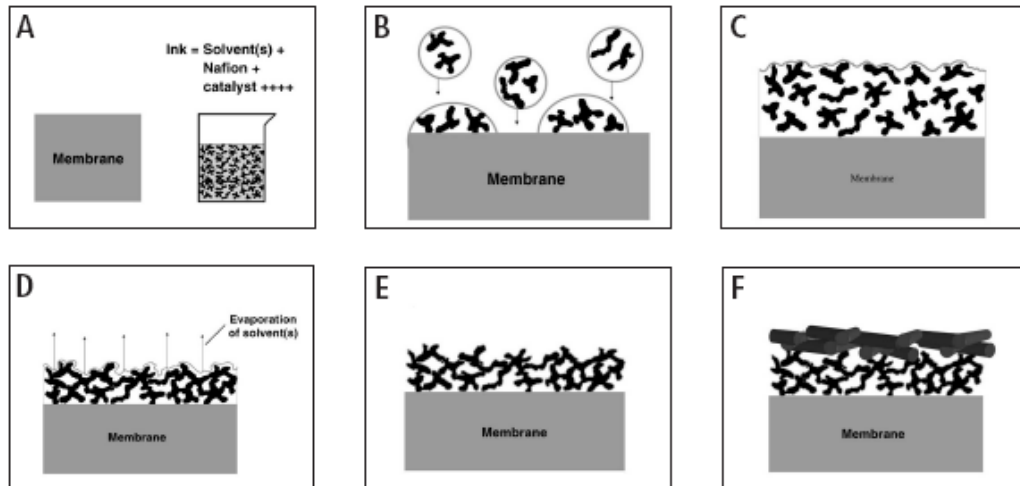 A
Ink = Solvent(s) +
Nafion +
catalyst ++++
Membrane
B
Membrane
C
Membrane
D
Evaporation
of solvent(s)
Membrane
E
Membrane
F
Membrane